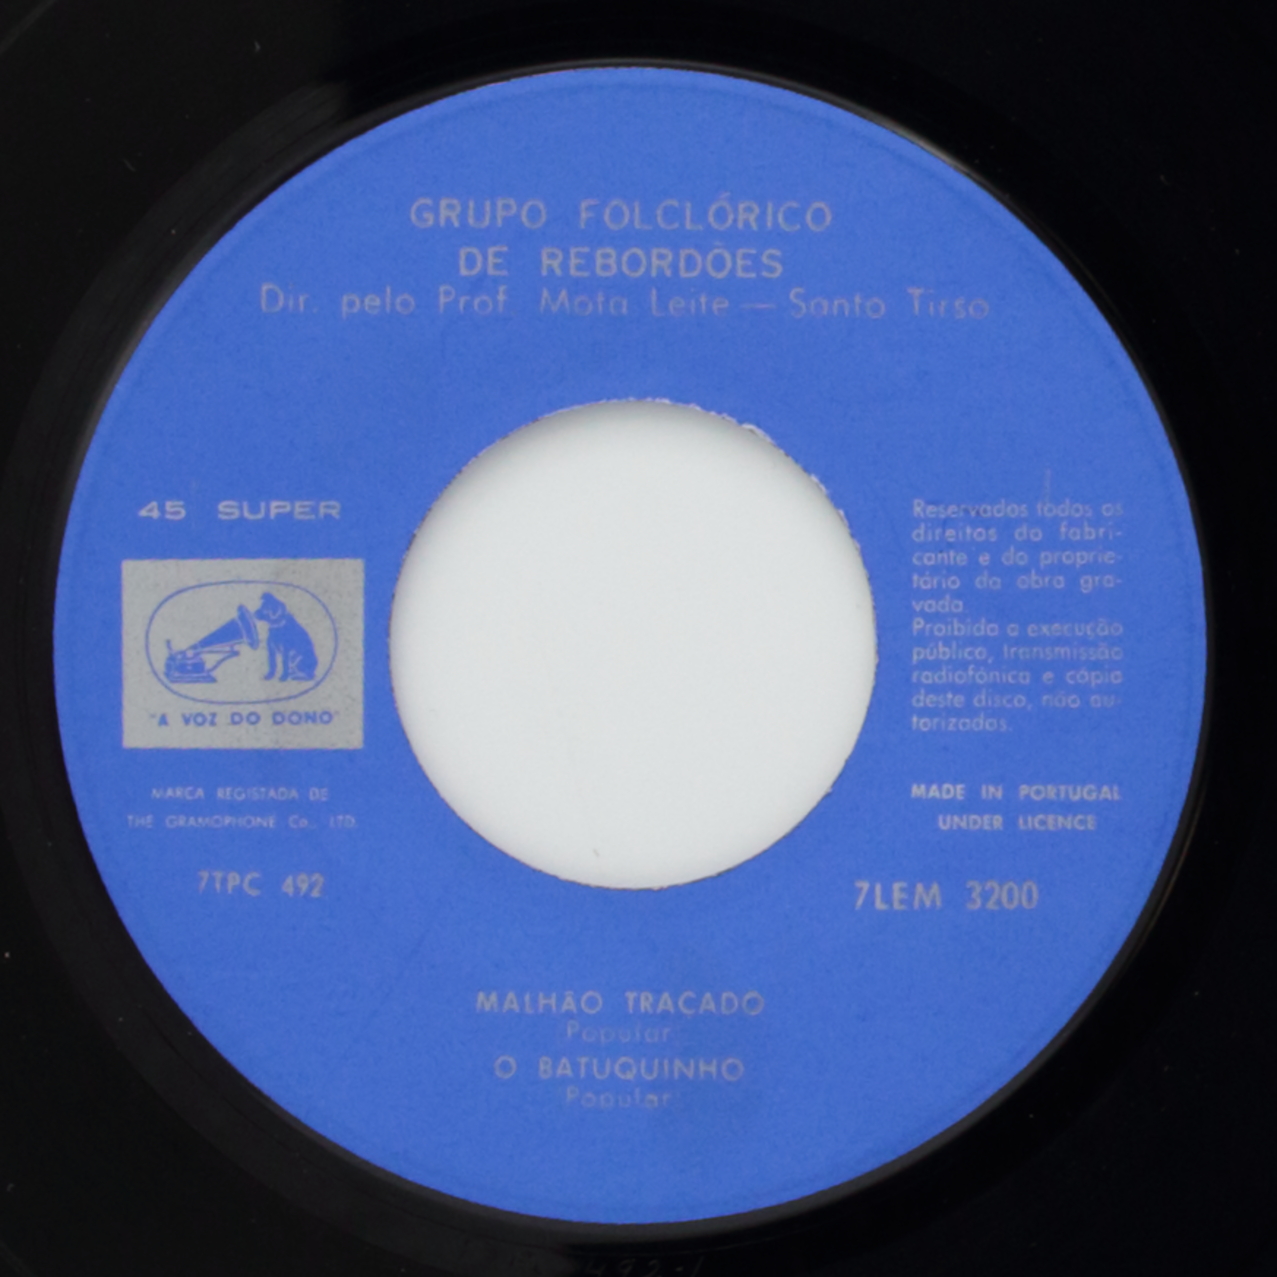 GRUPO FOLCLÓRICO
DE REBORDÕES
Dir. pelo Prof. Mota Leite — Santo Tirso
45 SUPER
"A VOZ DO DONO"
MARCA REGISTADA DE
THE GRAMOPHONE Co., LTD.
7TPC 492
Reservados todos os
direitos do fabri-
cante e do proprie-
tário da obra gra-
vada.
Proibida a execução
público, transmissão
radiofónica e cópia
deste disco, não au-
torizadas.
MADE IN PORTUGAL
UNDER LICENCE
7LEM 3200
MALHÃO TRAÇADO
Popular
O BATUQUINHO
Popular